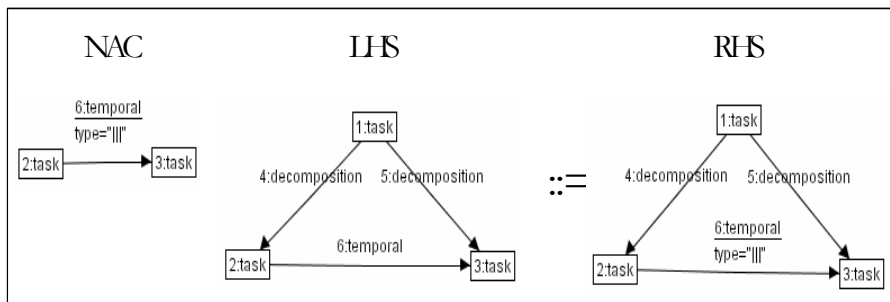 NAC
LHS
RHS
6:temporal
type="|||"
2:task
3:task
1:task
4:decomposition
5:decomposition
6:temporal
2:task
3:task
::=
1:task
4:decomposition
5:decomposition
6:temporal
type="|||"
2:task
3:task